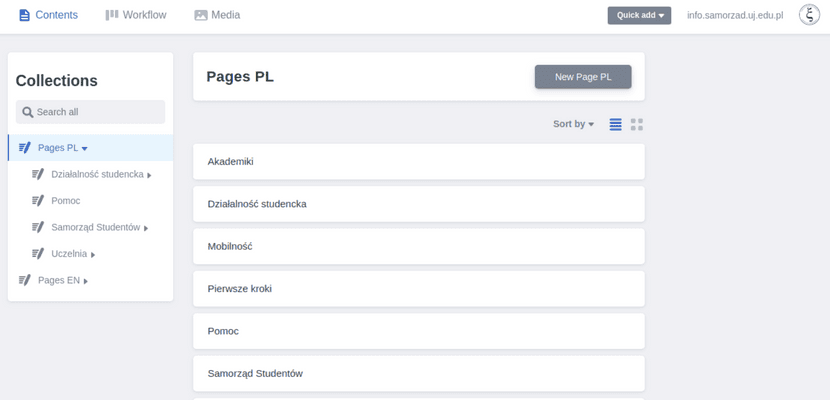 Contents
Workflow
Media
Quick add
info.samorzad.uj.edu.pl
Collections
Search all
Pages PL
Działalność studencka
Pomoc
Samorząd Studentów
Uczelnia
Pages EN
Pages PL
New Page PL
Sort by
Akademiki
Działalność studencka
Mobilność
Pierwsze kroki
Pomoc
Samorząd Studentów